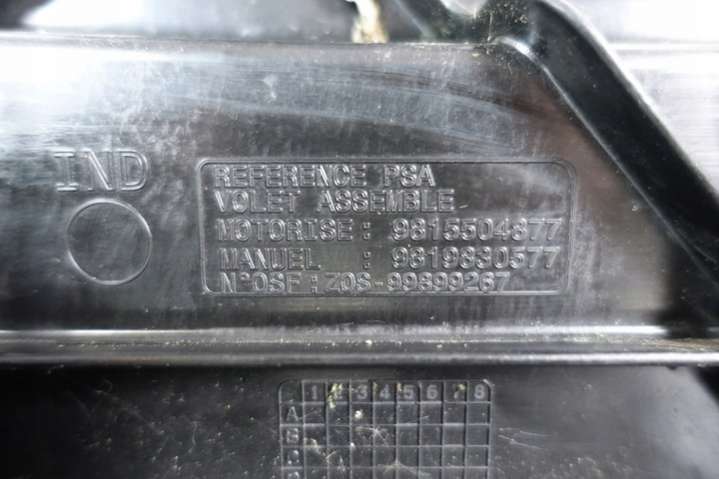 IND
REFERENCE PSA
VOLET ASSEMBLE
MOTORISE: 9815504877
MANUEL : 9819830577
N°OSF: ZQS-99899267
1 2 3 4 5 6 7 8
A
B
C